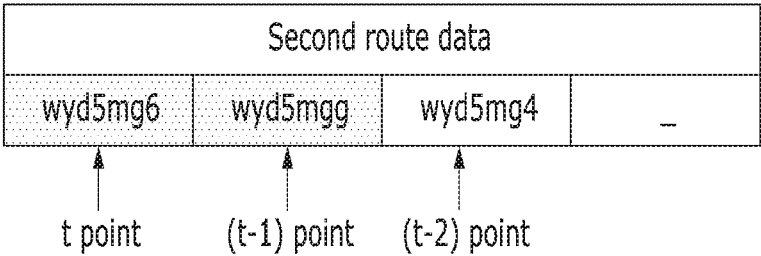 Second route data
wyd5mg6 wyd5mgg wyd5mg4 _
t point (t-1) point (t-2) point